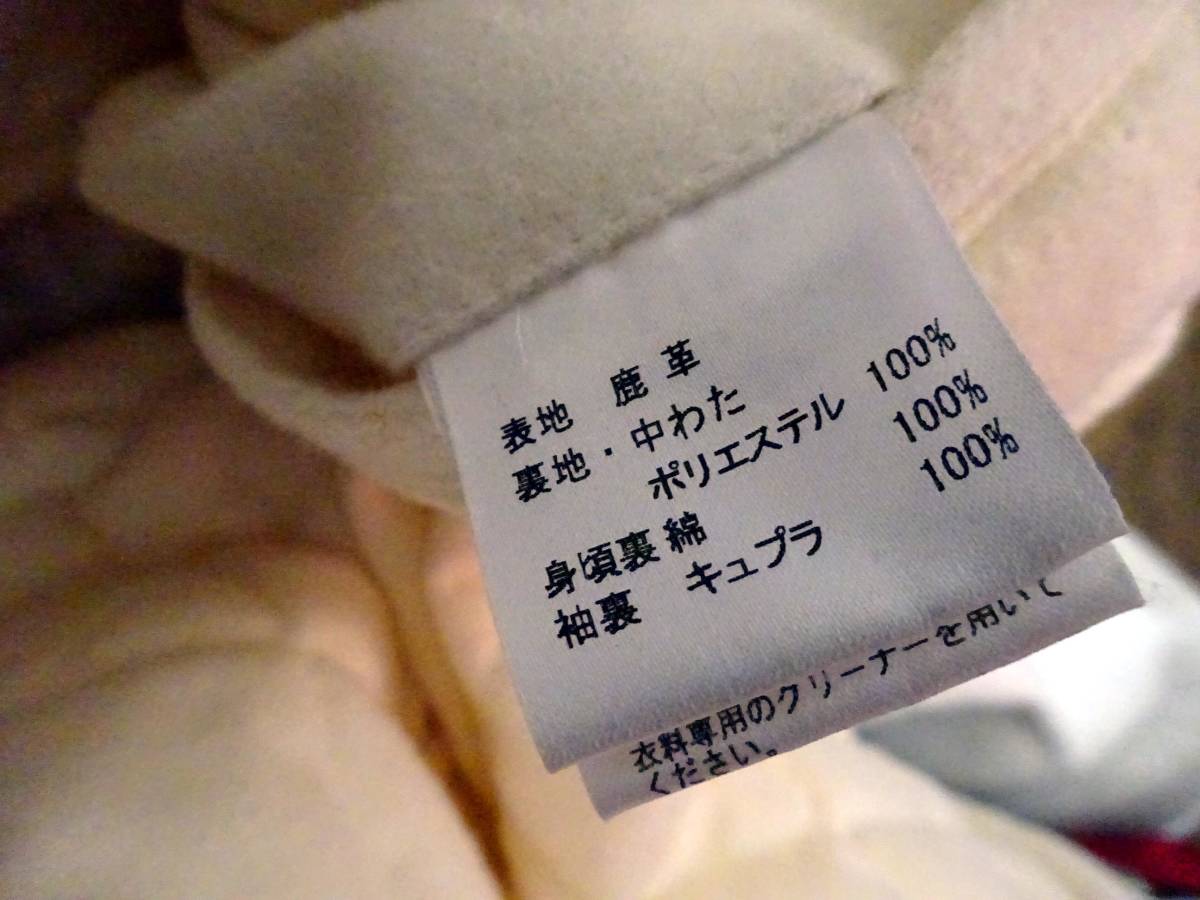 表地 鹿革
裏地・中わた
ポリエステル 100%
身頃裏 綿 100%
袖裏 キュプラ 100%
衣料専用のクリーナーを用いて
ください。